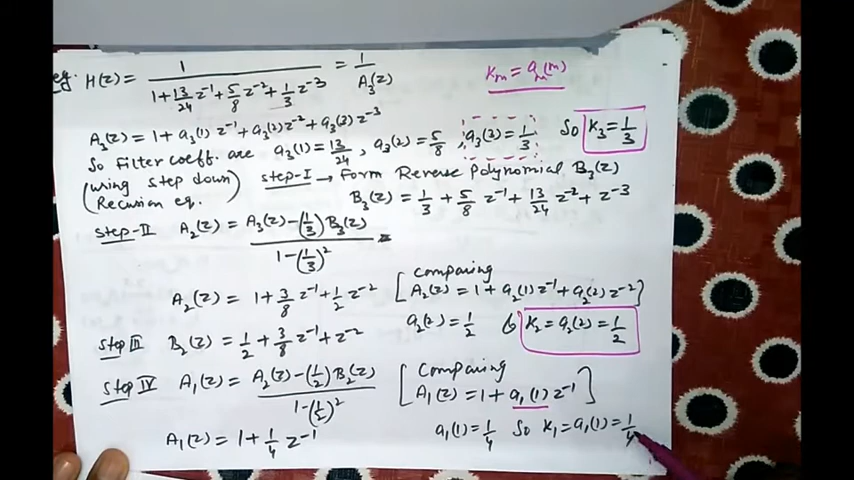 eg. H(z) = 1 / (1 + 13/24 z⁻¹ + 5/8 z⁻² + 1/3 z⁻³) = 1 / A₃(z)
Kₘ = aₘ(m)
A₃(z) = 1 + a₃(1) z⁻¹ + a₃(2) z⁻² + a₃(3) z⁻³
So Filter coeff. are a₃(1) = 13/24, a₃(2) = 5/8, a₃(3) = 1/3 So K₃ = 1/3
(using step down Recusion eq.) step-I → Form Reverse Polynomial B₃(z)
B₃(z) = 1/3 + 5/8 z⁻¹ + 13/24 z⁻² + z⁻³
Step-II A₂(z) = (A₃(z) - (1/3) B₃(z)) / (1 - (1/3)²) =
A₂(z) = 1 + 3/8 z⁻¹ + 1/2 z⁻² [comparing
A₂(z) = 1 + a₂(1) z⁻¹ + a₂(2) z⁻²]
a₂(2) = 1/2 K₂ = a₂(2) = 1/2
Step III B₂(z) = 1/2 + 3/8 z⁻¹ + z⁻²
Step IV A₁(z) = (A₂(z) - (1/2) B₂(z)) / (1 - (1/2)²) [Comparing
A₁(z) = 1 + a₁(1) z⁻¹]
A₁(z) = 1 + 1/4 z⁻¹ a₁(1) = 1/4 So K₁ = a₁(1) = 1/4